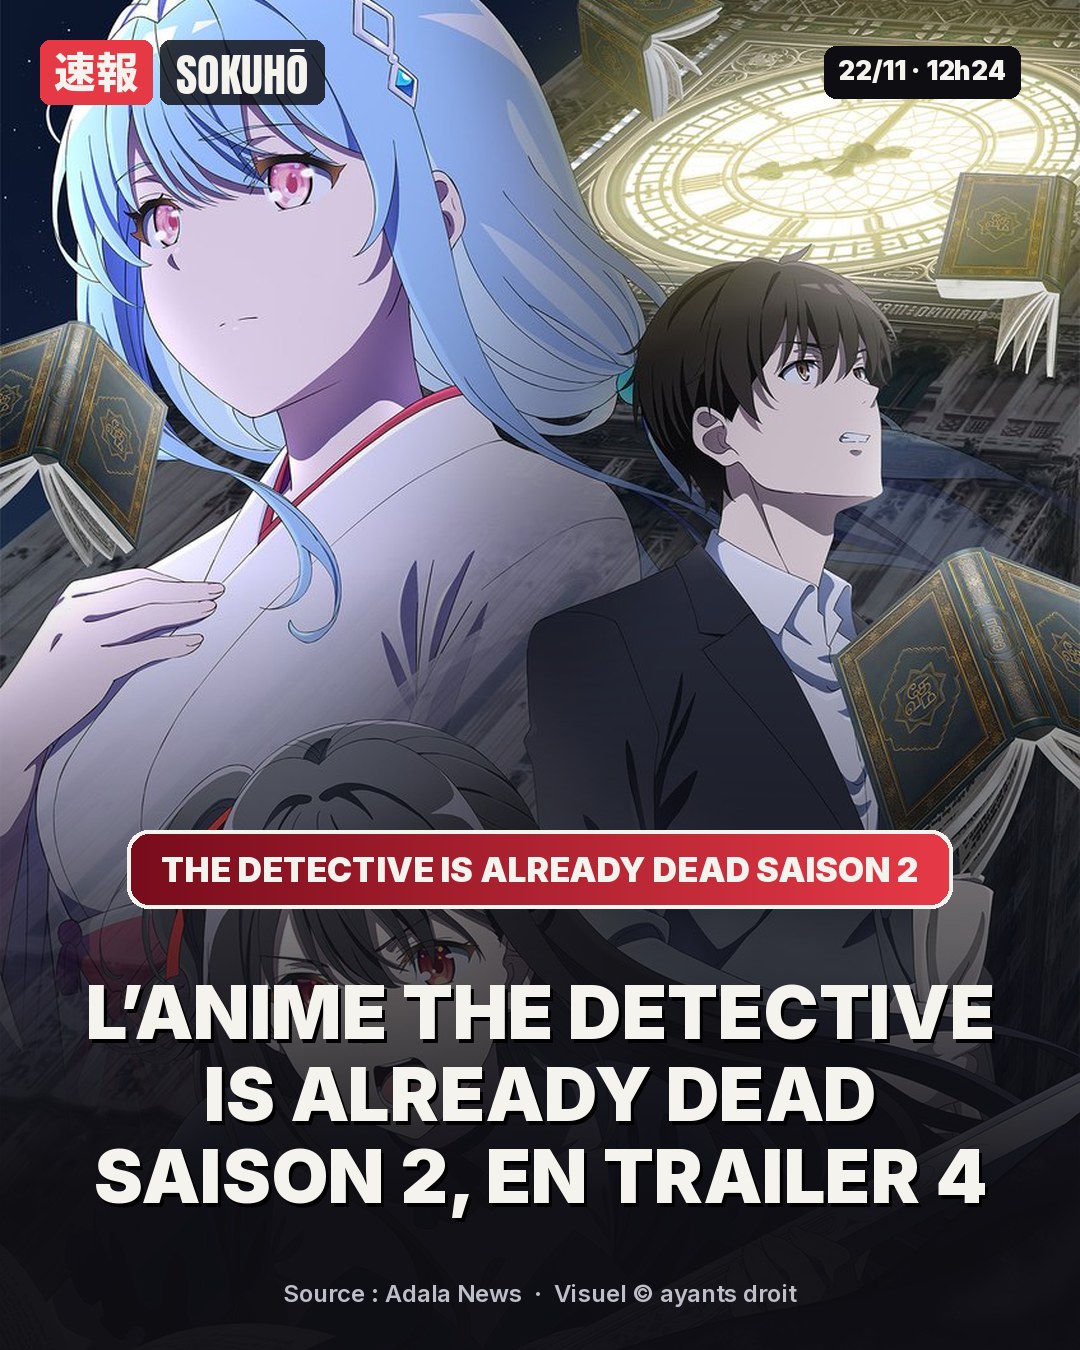 速報 SOKUHŌ
22/11 · 12h24
THE DETECTIVE IS ALREADY DEAD SAISON 2
L’ANIME THE DETECTIVE
IS ALREADY DEAD
SAISON 2, EN TRAILER 4
Source : Adala News · Visuel © ayants droit